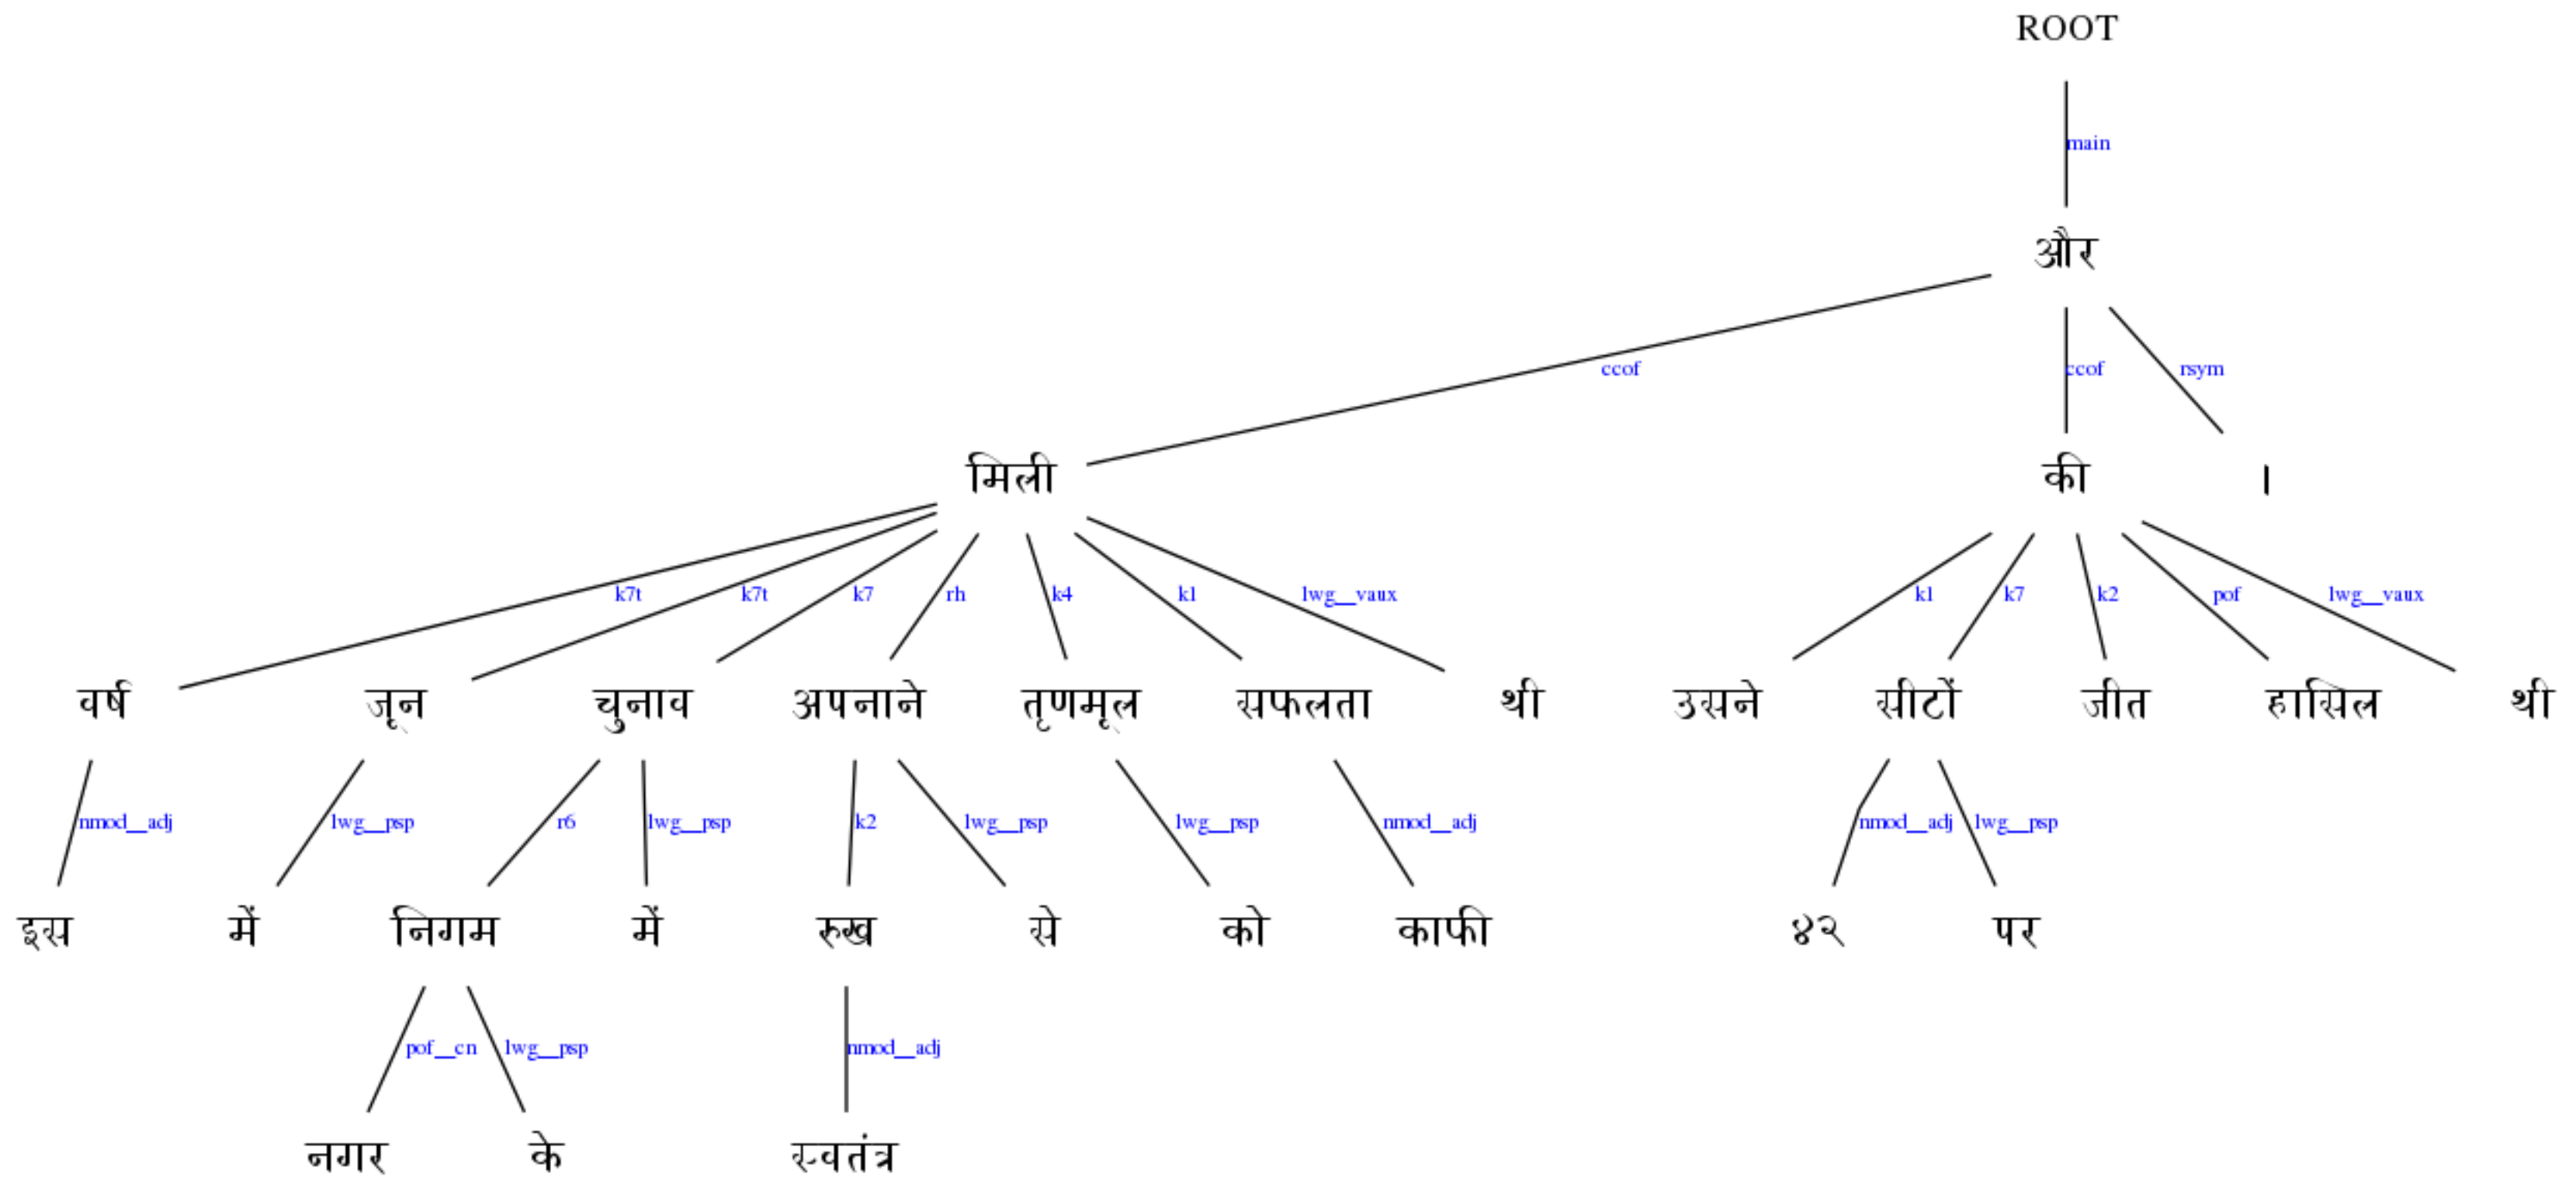 ROOT
main
और
ccof ccof rsym
मिली की ।
k7t k7t k7 rh k4 k1 lwg__vaux k1 k7 k2 pof lwg__vaux
वर्ष जून चुनाव अपनाने तृणमूल सफलता थी उसने सीटों जीत हासिल थी
nmod__adj lwg__psp r6 lwg__psp k2 lwg__psp lwg__psp nmod__adj nmod__adj lwg__psp
इस में निगम में रुख से को काफी ४२ पर
pof__cn lwg__psp nmod__adj
नगर के स्वतंत्र